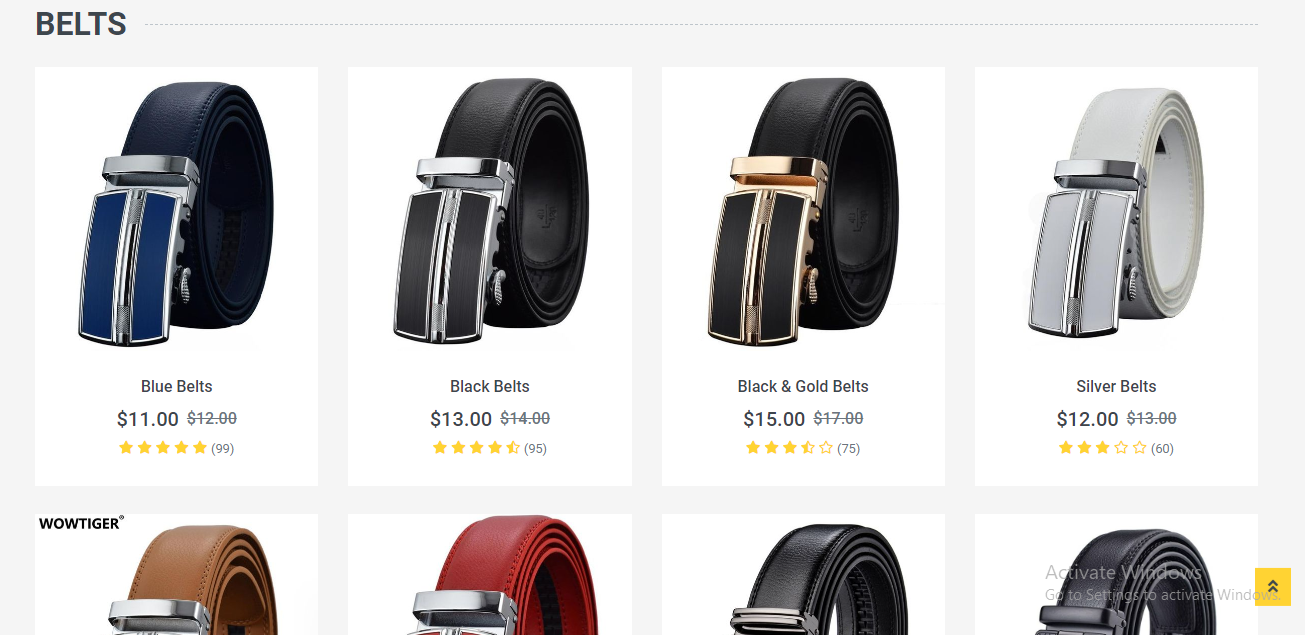 BELTS
Blue Belts
$11.00 $12.00
(99)
Black Belts
$13.00 $14.00
(95)
Black & Gold Belts
$15.00 $17.00
(75)
Silver Belts
$12.00 $13.00
(60)
WOWTIGER®
Activate Windows
Go to Settings to activate Windows.